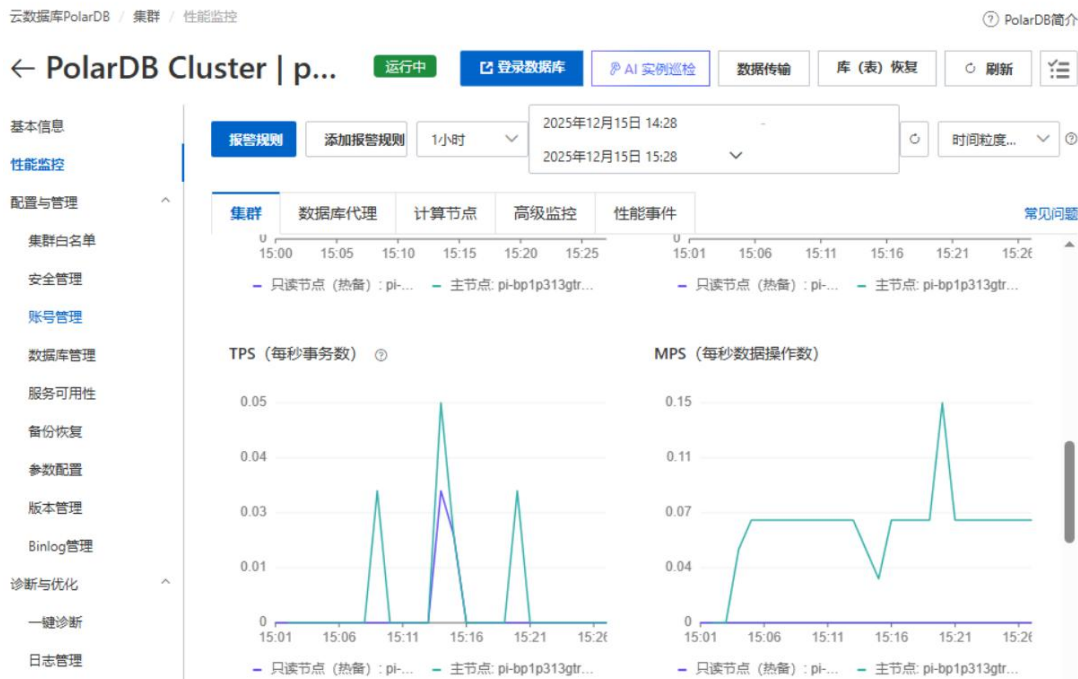 云数据库PolarDB / 集群 / 性能监控
PolarDB简介
← PolarDB Cluster | p...
运行中
登录数据库
AI 实例巡检
数据传输
库（表）恢复
刷新
基本信息
性能监控
配置与管理
集群白名单
安全管理
账号管理
数据库管理
服务可用性
备份恢复
参数配置
版本管理
Binlog管理
诊断与优化
一键诊断
日志管理
报警规则
添加报警规则
1小时
2025年12月15日 14:28 -
2025年12月15日 15:28
时间粒度...
集群 数据库代理 计算节点 高级监控 性能事件
常见问题
0
15:00 15:05 15:10 15:15 15:20 15:25
只读节点（热备）: pi-... 主节点: pi-bp1p313gtr...
0
15:01 15:06 15:11 15:16 15:21 15:26
只读节点（热备）: pi-... 主节点: pi-bp1p313gtr...
TPS（每秒事务数）
0.05
0.04
0.03
0.01
0
15:01 15:06 15:11 15:16 15:21 15:26
只读节点（热备）: pi-... 主节点: pi-bp1p313gtr...
MPS（每秒数据操作数）
0.15
0.11
0.07
0.04
0
15:01 15:06 15:11 15:16 15:21 15:26
只读节点（热备）: pi-... 主节点: pi-bp1p313gtr...